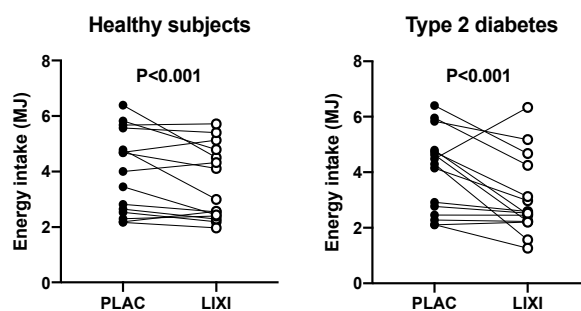 Healthy subjects
P<0.001
Energy intake (MJ)
8
6
4
2
0
PLAC
LIXI
Type 2 diabetes
P<0.001
Energy intake (MJ)
8
6
4
2
0
PLAC
LIXI